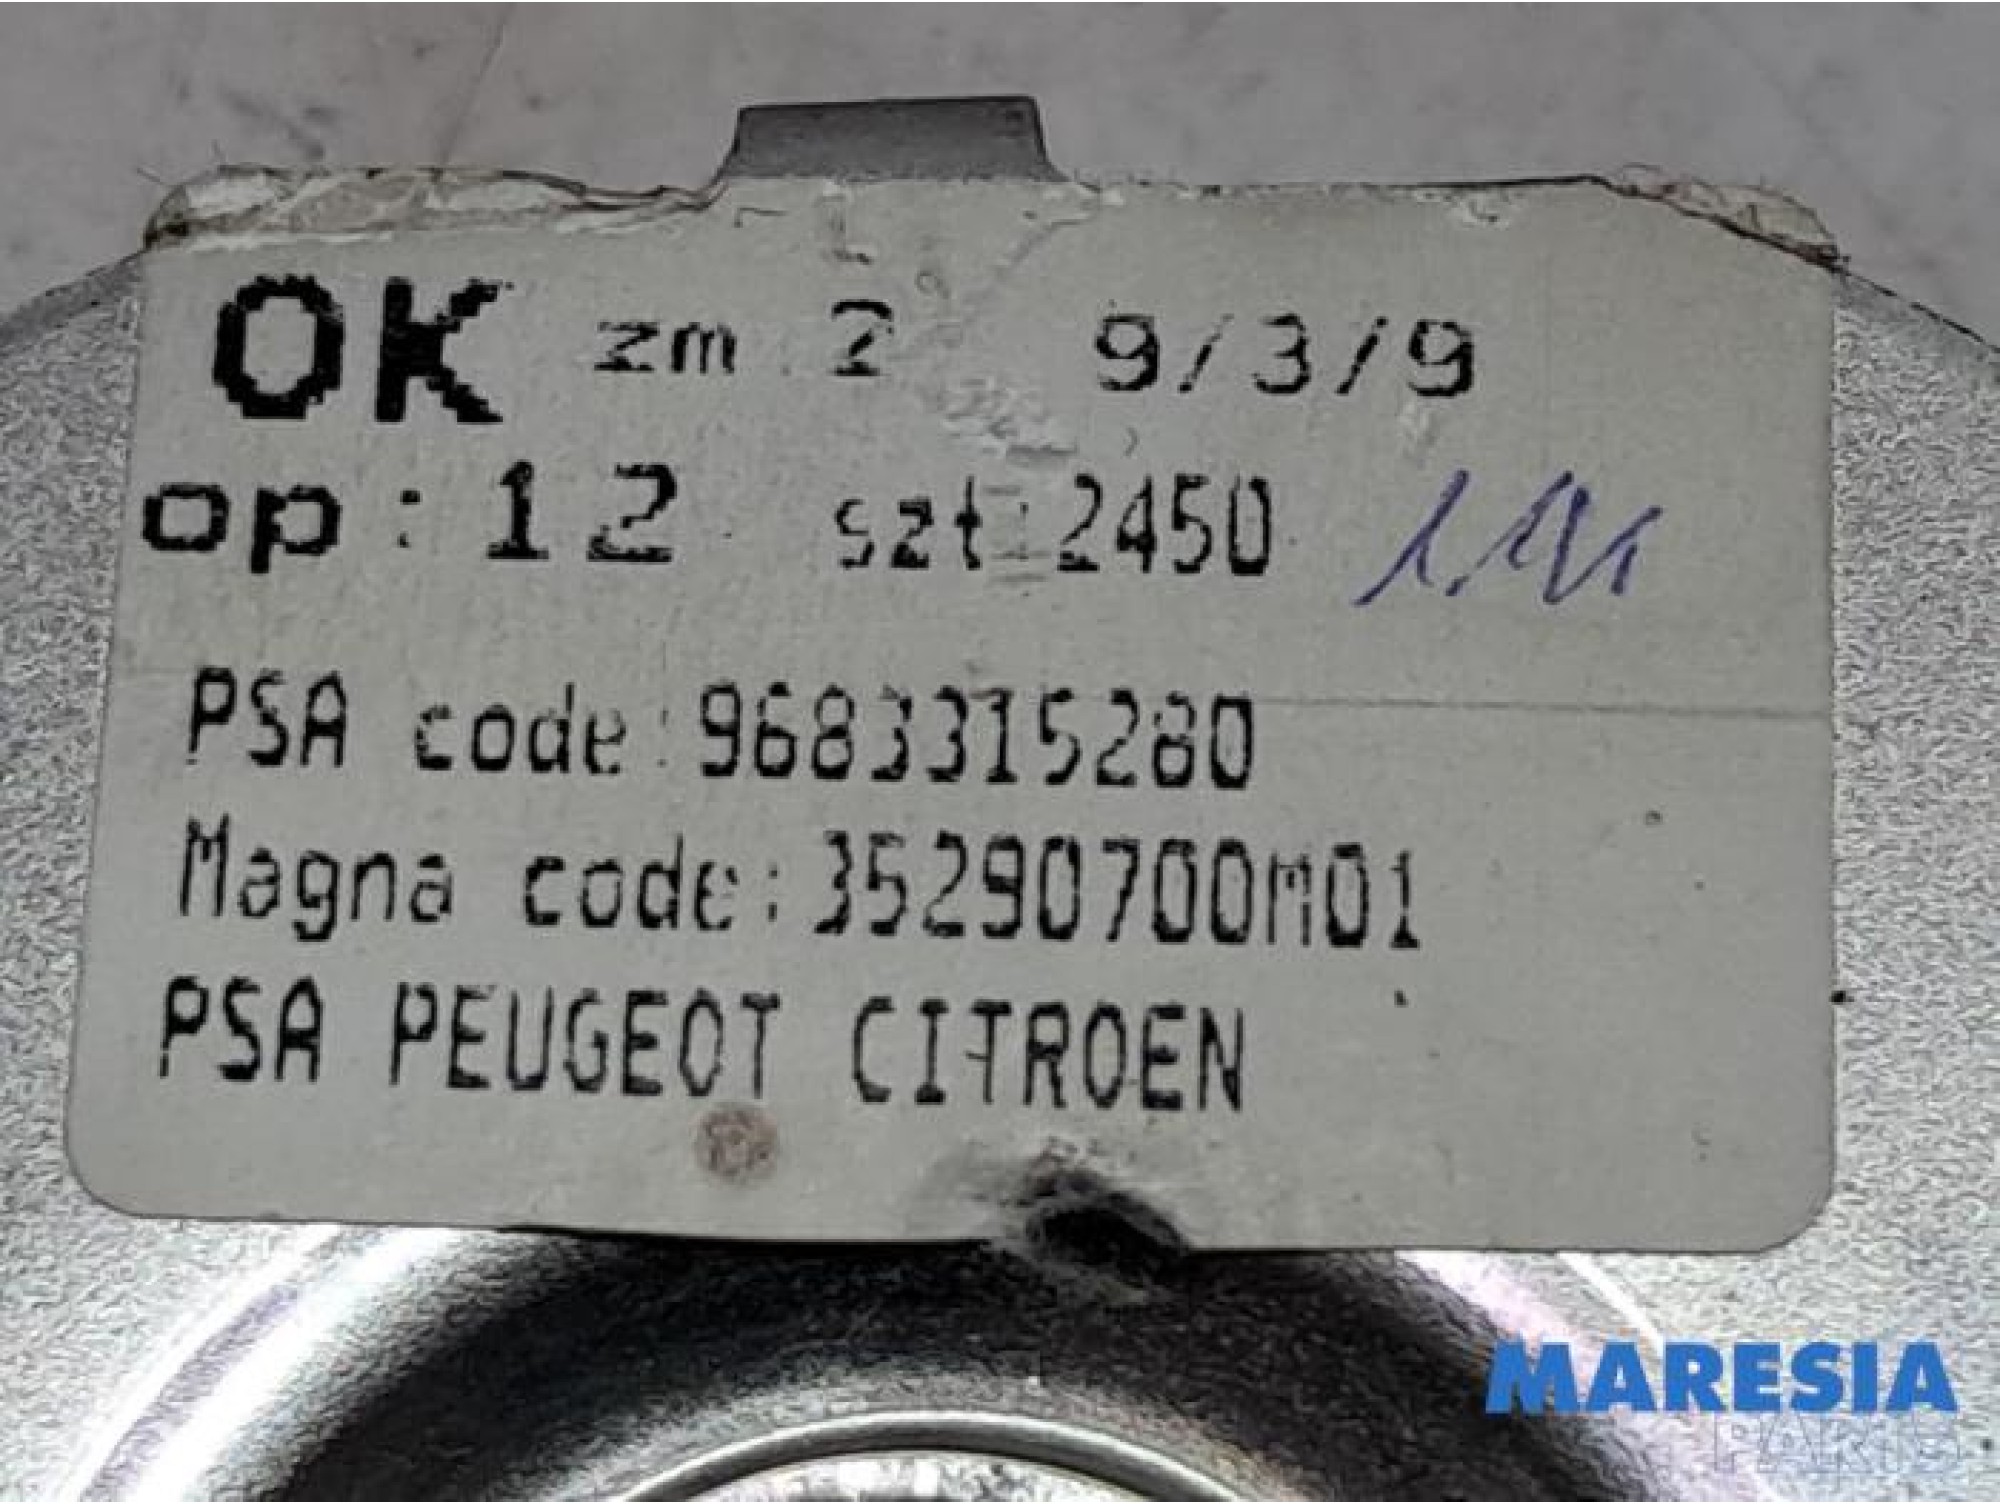 OK zm 2 9/3/9
op: 12 szt: 2450
PSA code: 9683315280
Magna code: 35290700M01
PSA PEUGEOT CITROEN
MARESIA
PARTS